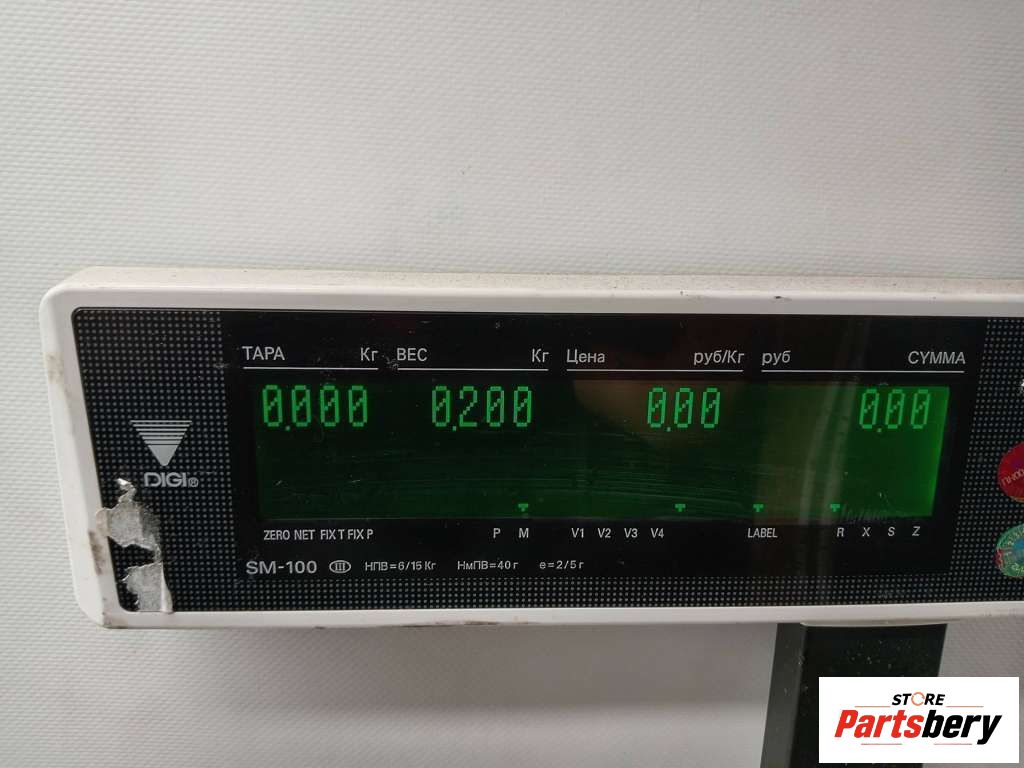 ТАРА Кг ВЕС Кг Цена руб/Кг руб СУММА
0.000 0.200 0.00 0.00
DIGI®
ZERO NET FIX T FIX P P M V1 V2 V3 V4 LABEL R X S Z
SM-100 III НПВ=6/15 Кг НмПВ=40 г e=2/5 г
STORE
Partsbery